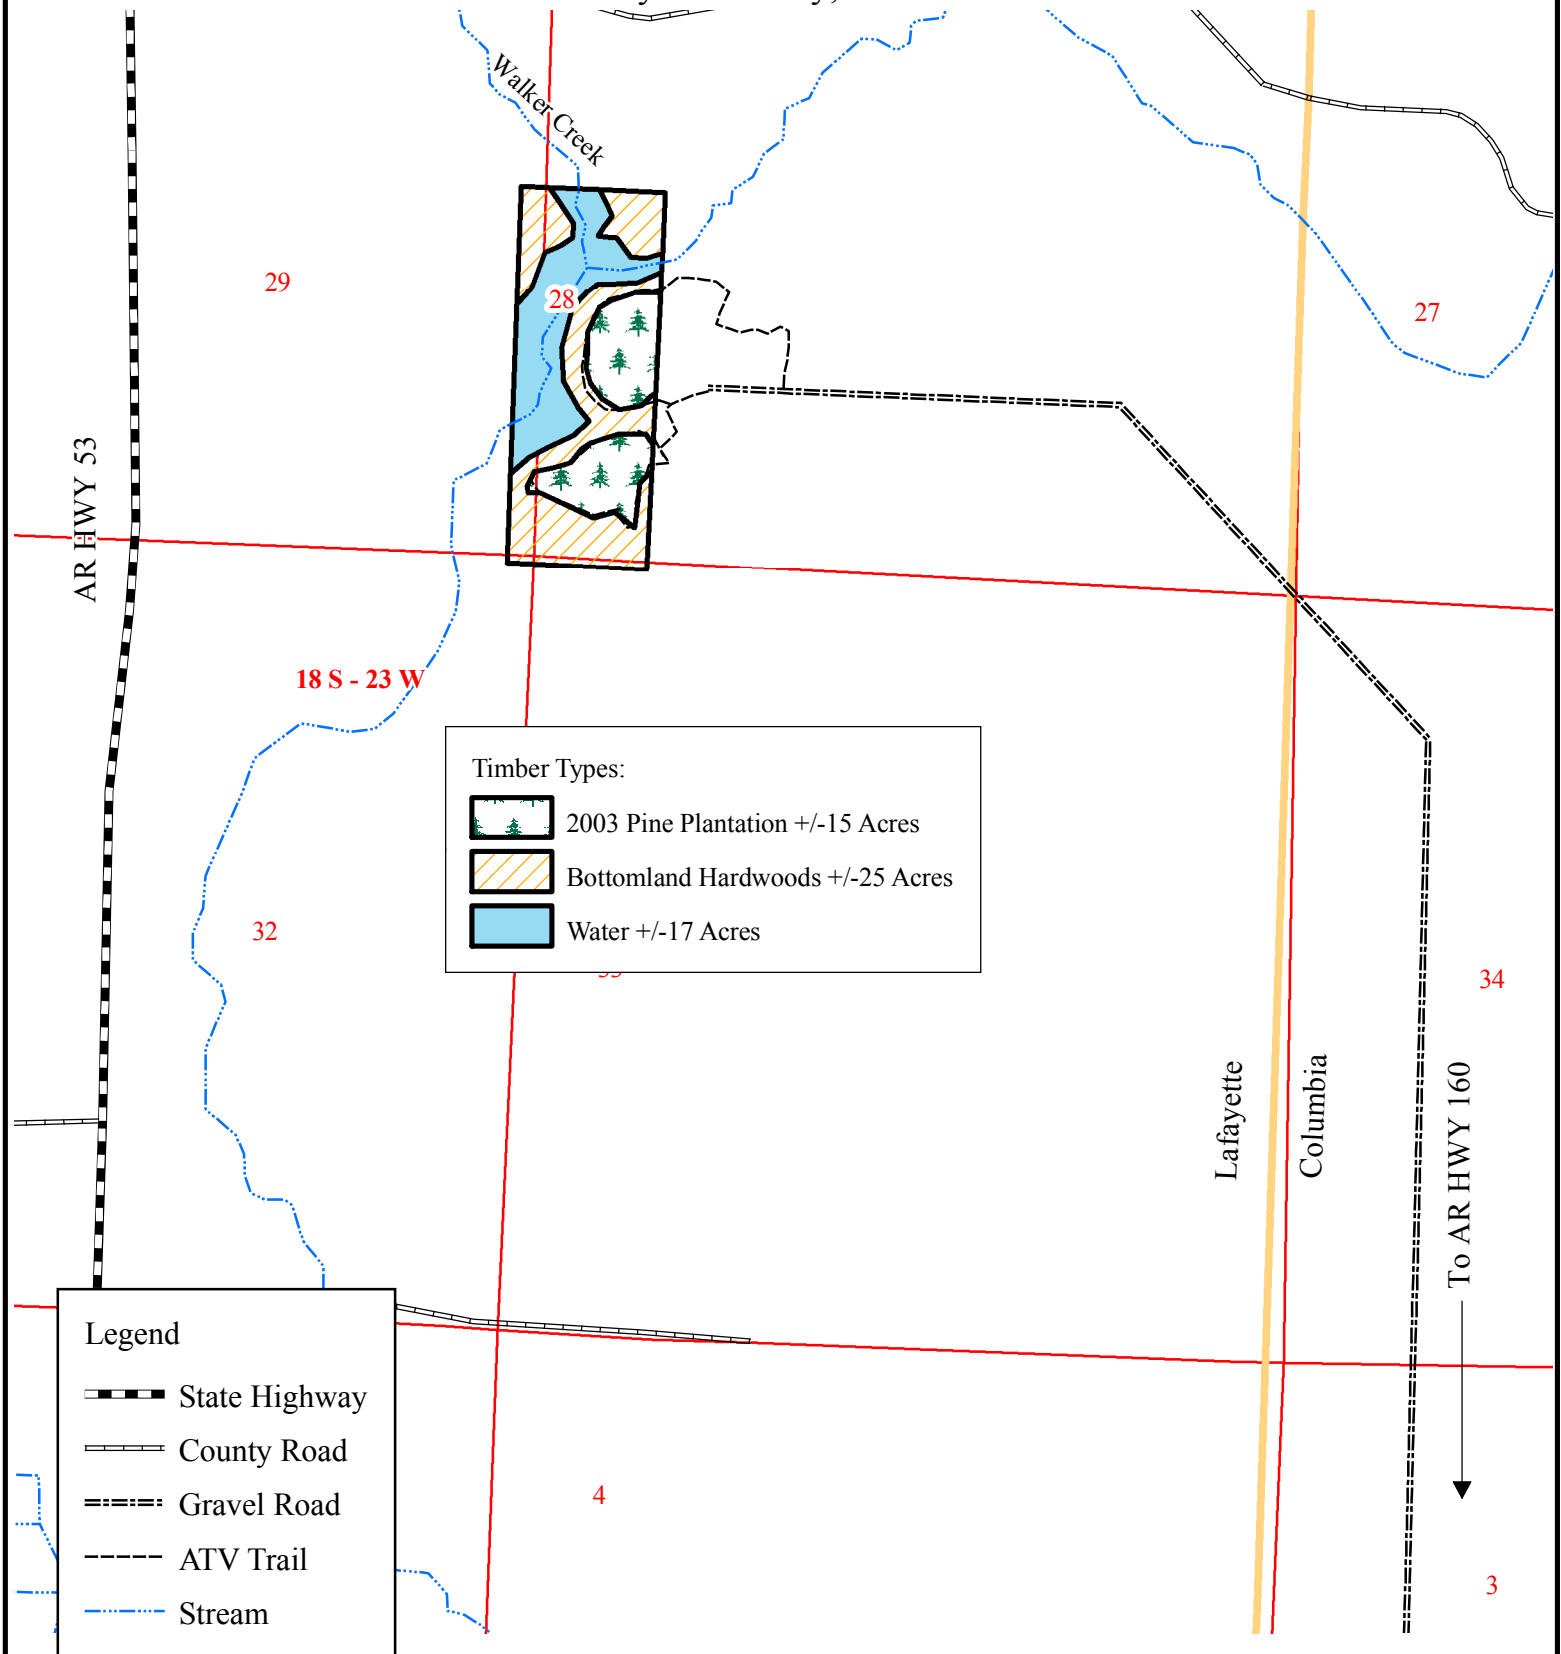 Walker Creek
29
28
27
AR HWY 53
18 S - 23 W
Timber Types:
2003 Pine Plantation +/-15 Acres
Bottomland Hardwoods +/-25 Acres
Water +/-17 Acres
32
34
Lafayette
Columbia
To AR HWY 160
Legend
State Highway
County Road
Gravel Road
ATV Trail
Stream
4
3